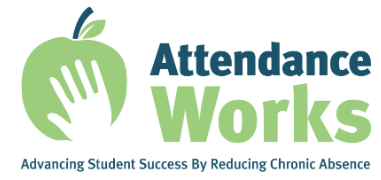 Attendance
Works
Advancing Student Success By Reducing Chronic Absence